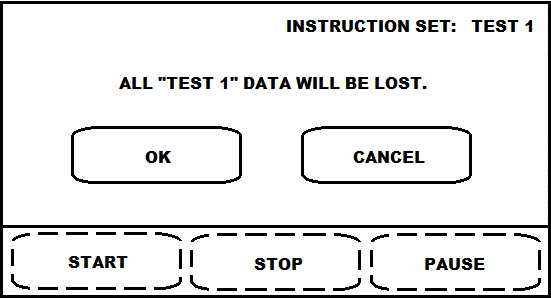 INSTRUCTION SET: TEST 1
ALL "TEST 1" DATA WILL BE LOST.
OK CANCEL
START STOP PAUSE